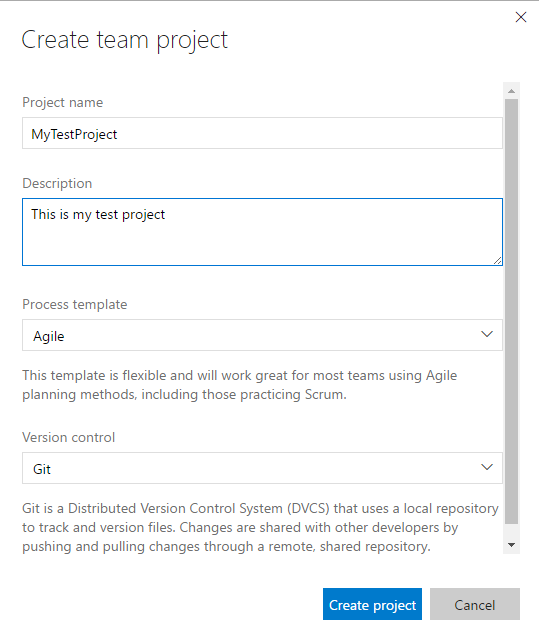 Create team project
Project name
MyTestProject
Description
This is my test project
Process template
Agile
This template is flexible and will work great for most teams using Agile
planning methods, including those practicing Scrum.
Version control
Git
Git is a Distributed Version Control System (DVCS) that uses a local repository
to track and version files. Changes are shared with other developers by
pushing and pulling changes through a remote, shared repository.
Create project
Cancel